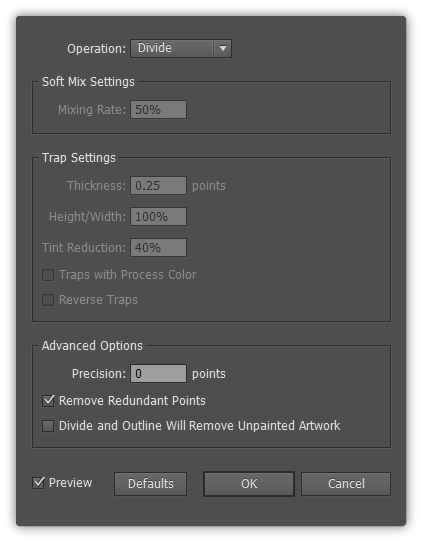 Operation: Divide
Soft Mix Settings
Mixing Rate: 50%
Trap Settings
Thickness: 0.25 points
Height/Width: 100%
Tint Reduction: 40%
Traps with Process Color
Reverse Traps
Advanced Options
Precision: 0 points
Remove Redundant Points
Divide and Outline Will Remove Unpainted Artwork
Preview Defaults OK Cancel